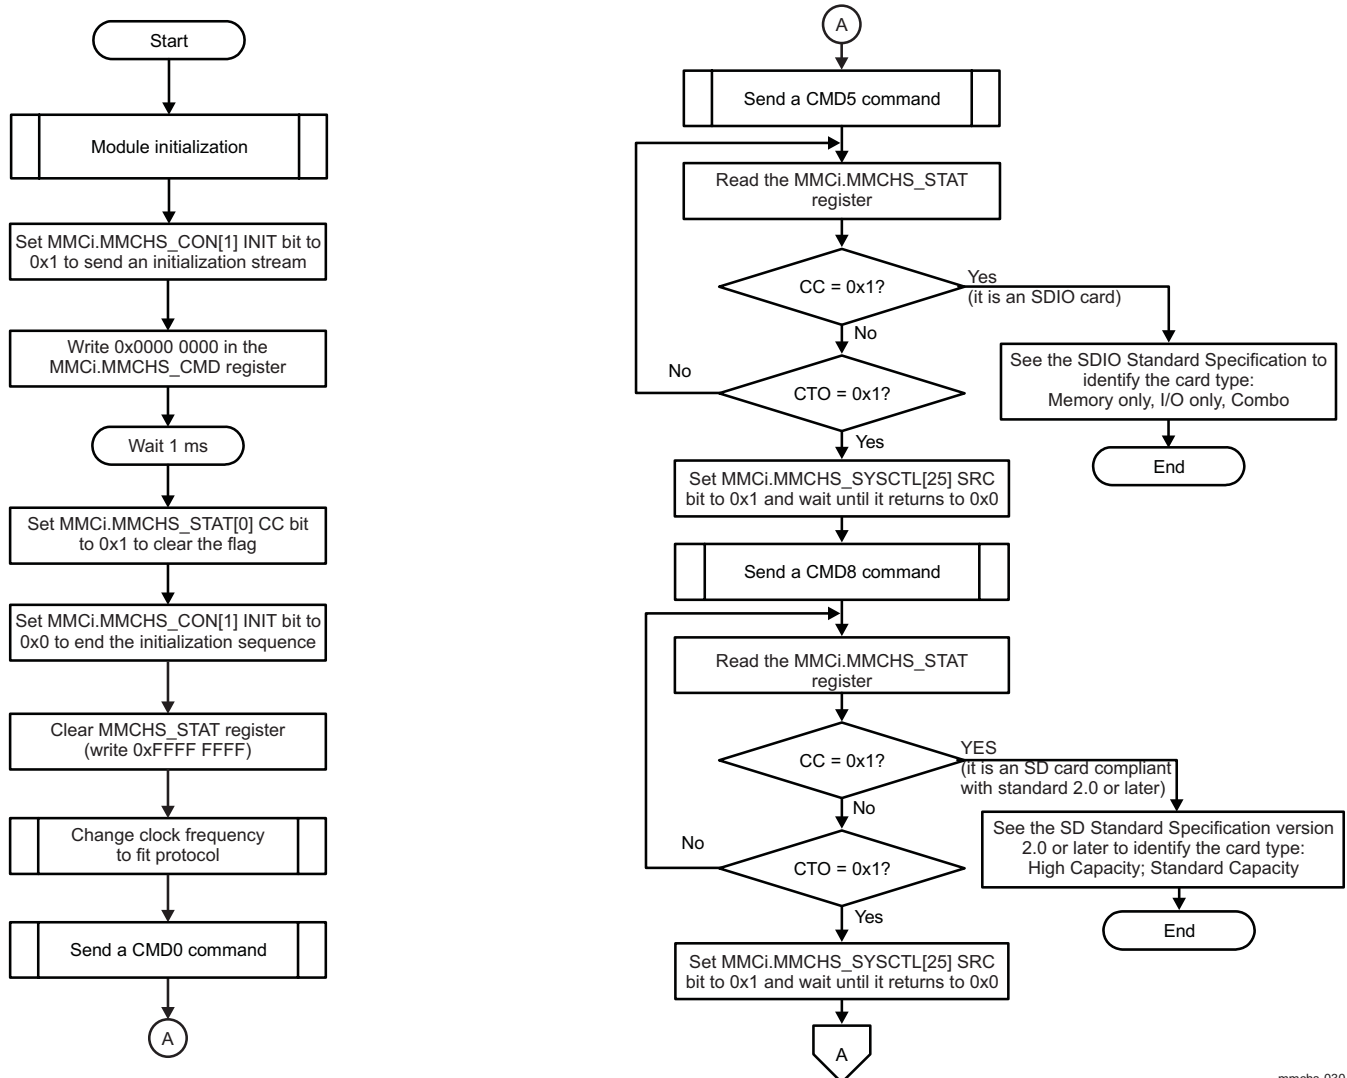 Start
Module initialization
Set MMCi.MMCHS_CON[1] INIT bit to
0x1 to send an initialization stream
Write 0x0000 0000 in the
MMCi.MMCHS_CMD register
Wait 1 ms
Set MMCi.MMCHS_STAT[0] CC bit
to 0x1 to clear the flag
Set MMCi.MMCHS_CON[1] INIT bit to
0x0 to end the initialization sequence
Clear MMCHS_STAT register
(write 0xFFFF FFFF)
Change clock frequency
to fit protocol
Send a CMD0 command
A
A
Send a CMD5 command
Read the MMCi.MMCHS_STAT
register
CC = 0x1?
Yes
(it is an SDIO card)
No
See the SDIO Standard Specification to
identify the card type:
Memory only, I/O only, Combo
End
No
CTO = 0x1?
Yes
Set MMCi.MMCHS_SYSCTL[25] SRC
bit to 0x1 and wait until it returns to 0x0
Send a CMD8 command
Read the MMCi.MMCHS_STAT
register
CC = 0x1?
YES
(it is an SD card compliant
with standard 2.0 or later)
No
See the SD Standard Specification version
2.0 or later to identify the card type:
High Capacity; Standard Capacity
End
No
CTO = 0x1?
Yes
Set MMCi.MMCHS_SYSCTL[25] SRC
bit to 0x1 and wait until it returns to 0x0
A